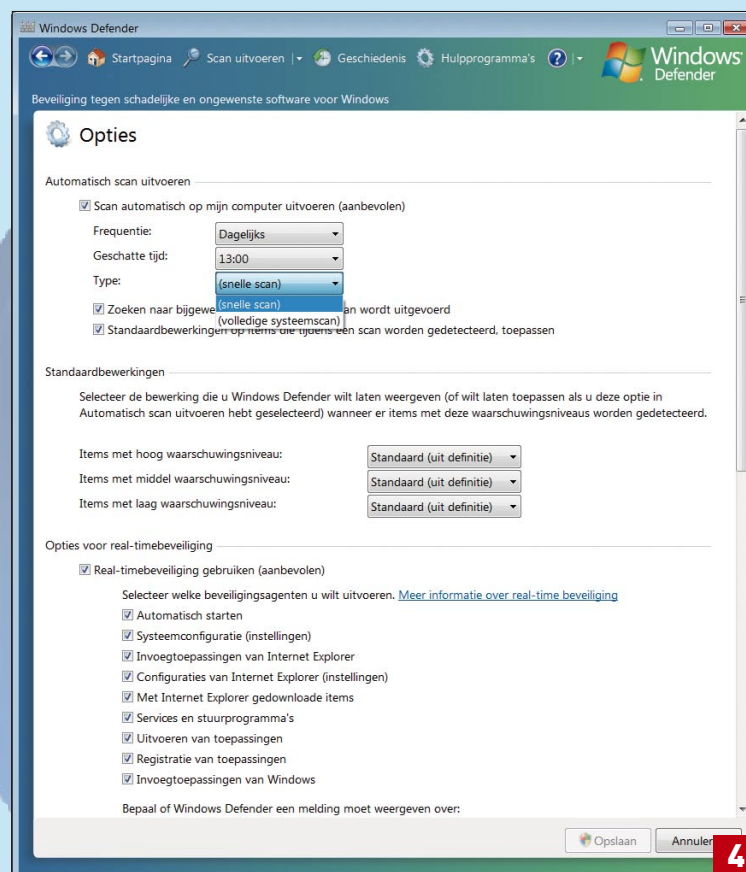 Windows Defender
Startpagina Scan uitvoeren Geschiedenis Hulpprogramma's ?
Windows
Defender
Beveiliging tegen schadelijke en ongewenste software voor Windows
Opties
Automatisch scan uitvoeren
Scan automatisch op mijn computer uitvoeren (aanbevolen)
Frequentie: Dagelijks
Geschatte tijd: 13:00
Type: (snelle scan)
(snelle scan)
(volledige systeemscan)
Zoeken naar bijgewe an wordt uitgevoerd
Standaardbewerkingen op items die tijdens een scan worden gedetecteerd, toepassen
Standaardbewerkingen
Selecteer de bewerking die u Windows Defender wilt laten weergeven (of wilt laten toepassen als u deze optie in
Automatisch scan uitvoeren hebt geselecteerd) wanneer er items met deze waarschuwingsniveaus worden gedetecteerd.
Items met hoog waarschuwingsniveau: Standaard (uit definitie)
Items met middel waarschuwingsniveau: Standaard (uit definitie)
Items met laag waarschuwingsniveau: Standaard (uit definitie)
Opties voor real-timebeveiliging
Real-timebeveiliging gebruiken (aanbevolen)
Selecteer welke beveiligingsagenten u wilt uitvoeren. Meer informatie over real-time beveiliging
Automatisch starten
Systeemconfiguratie (instellingen)
Invoegtoepassingen van Internet Explorer
Configuraties van Internet Explorer (instellingen)
Met Internet Explorer gedownloade items
Services en stuurprogramma's
Uitvoeren van toepassingen
Registratie van toepassingen
Invoegtoepassingen van Windows
Bepaal of Windows Defender een melding moet weergeven over:
Opslaan Annuler
4